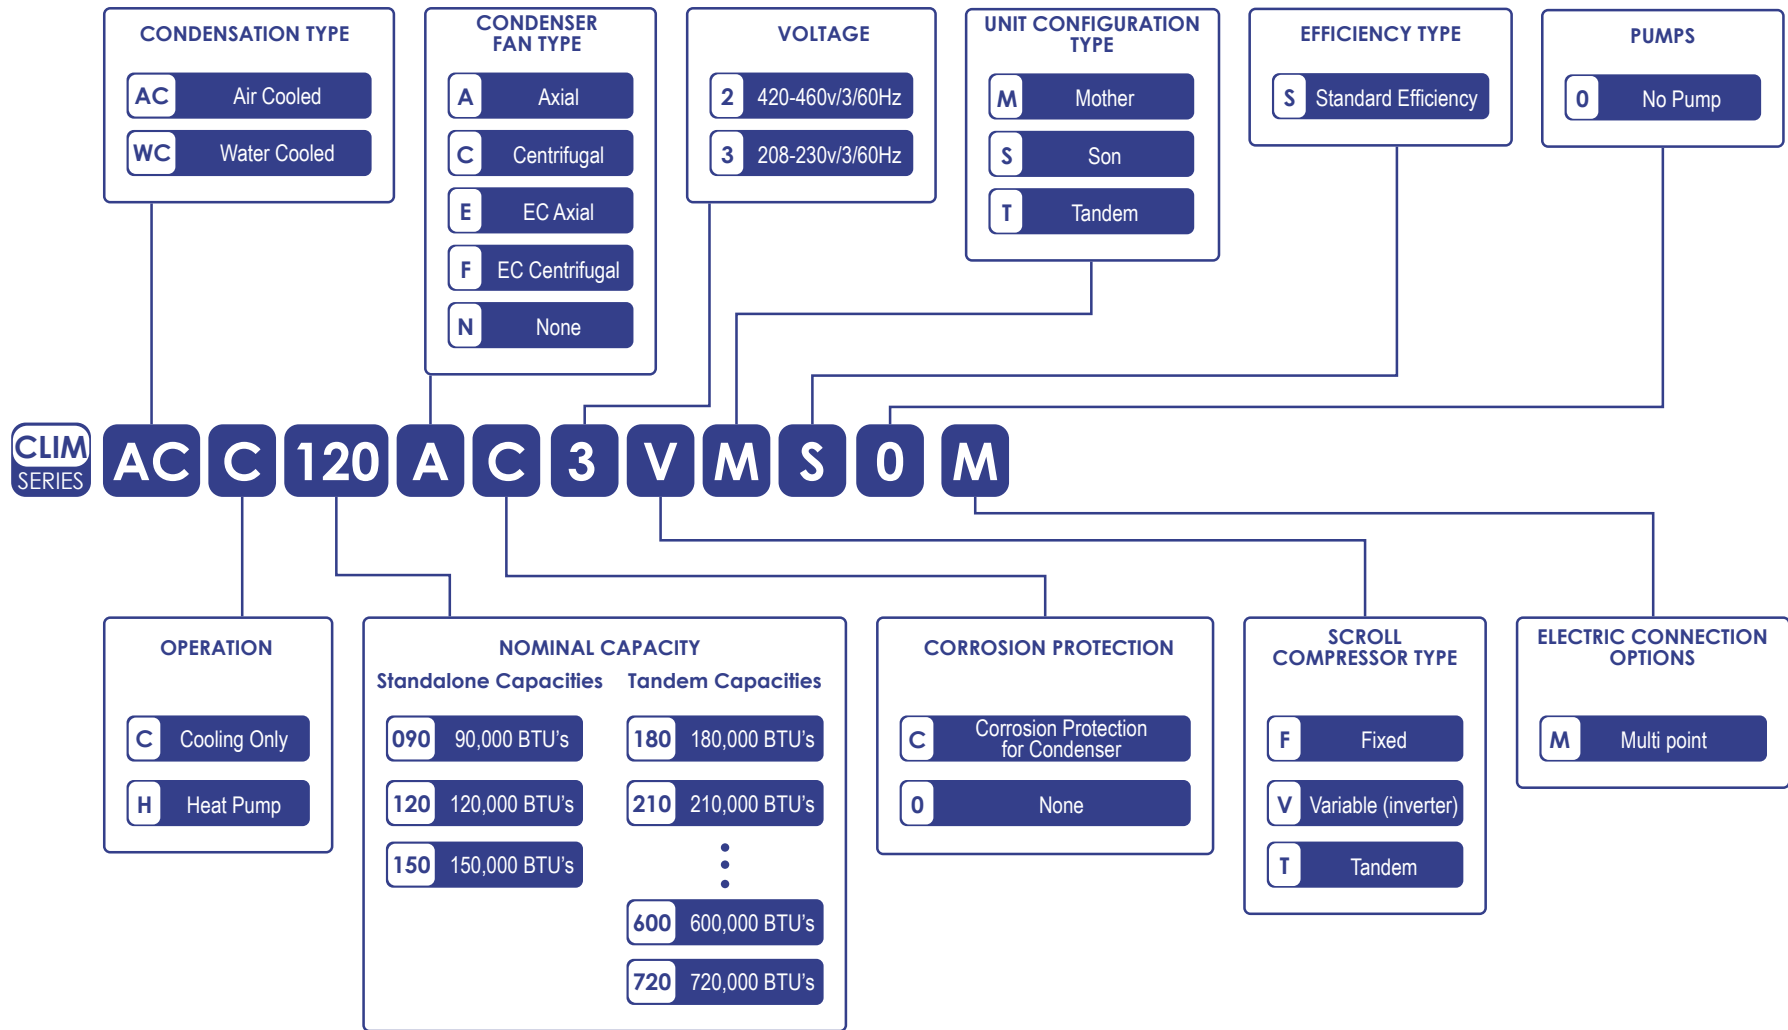 CONDENSATION TYPE
AC Air Cooled
WC Water Cooled
CONDENSER
FAN TYPE
A Axial
C Centrifugal
E EC Axial
F EC Centrifugal
N None
VOLTAGE
2 420-460v/3/60Hz
3 208-230v/3/60Hz
UNIT CONFIGURATION
TYPE
M Mother
S Son
T Tandem
EFFICIENCY TYPE
S Standard Efficiency
PUMPS
0 No Pump
CLIM
SERIES
AC C 120 A C 3 V M S 0 M
OPERATION
C Cooling Only
H Heat Pump
NOMINAL CAPACITY
Standalone Capacities
090 90,000 BTU's
120 120,000 BTU's
150 150,000 BTU's
Tandem Capacities
180 180,000 BTU's
210 210,000 BTU's
600 600,000 BTU's
720 720,000 BTU's
CORROSION PROTECTION
C Corrosion Protection
for Condenser
0 None
SCROLL
COMPRESSOR TYPE
F Fixed
V Variable (inverter)
T Tandem
ELECTRIC CONNECTION
OPTIONS
M Multi point